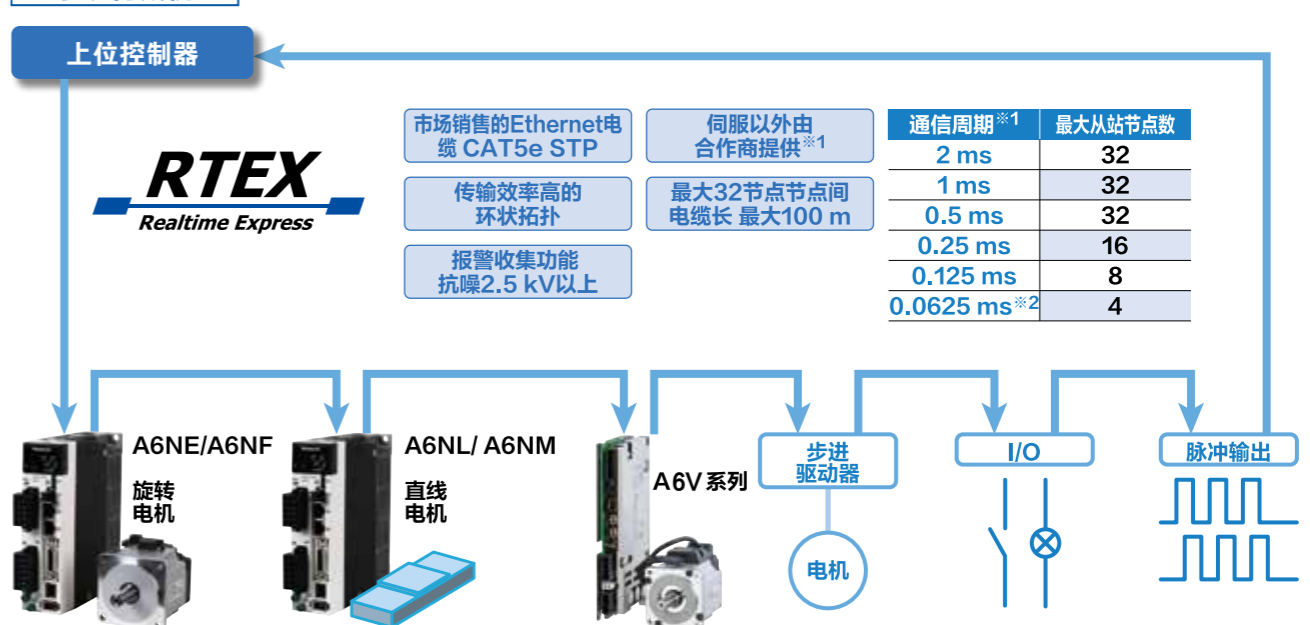 上位控制器
RTEX
Realtime Express
市场销售的Ethernet电
缆 CAT5e STP
伺服以外由
合作商提供※1
传输效率高的
环状拓扑
最大32节点节点间
电缆长 最大100 m
报警收集功能
抗噪2.5 kV以上
通信周期※1 最大从站节点数
2 ms 32
1 ms 32
0.5 ms 32
0.25 ms 16
0.125 ms 8
0.0625 ms※2 4
A6NE/A6NF
旋转
电机
A6NL/ A6NM
直线
电机
A6V系列
步进
驱动器
电机
I/O
脉冲输出